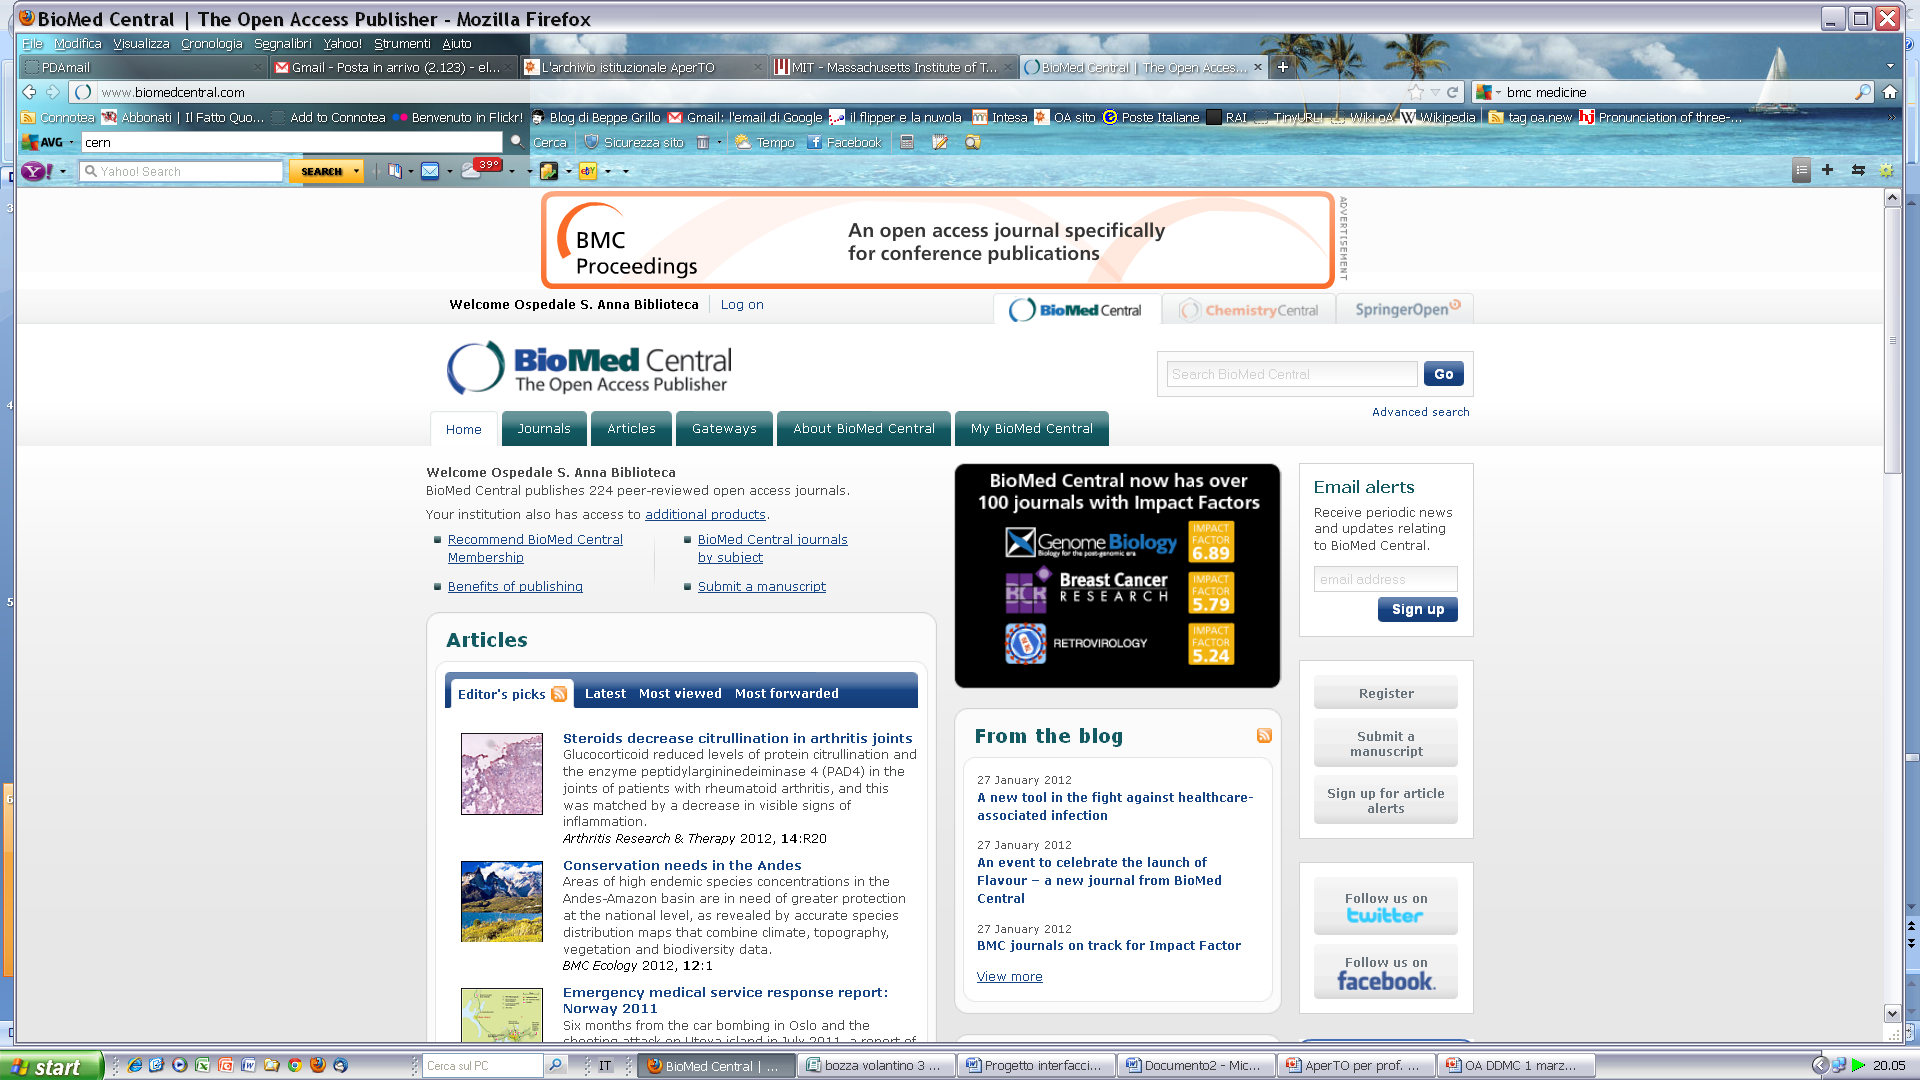 BioMed Central | The Open Access Publisher - Mozilla Firefox
File Modifica Visualizza Cronologia Segnalibri Yahoo! Strumenti Aiuto
PDAmail
Gmail - Posta in arrivo (2.123) - el...
L'archivio istituzionale AperTO
MIT - Massachusetts Institute of T...
BioMed Central | The Open Acces...
www.biomedcentral.com
bmc medicine
Connotea Abbonati | Il Fatto Quo... Add to Connotea Benvenuto in Flickr! Blog di Beppe Grillo Gmail: l'email di Google il flipper e la nuvola Intesa OA sito Poste Italiane RAI TinyURL! Wiki oA Wikipedia tag oa.new Pronunciation of three-...
AVG cern Cerca Sicurezza sito Tempo Facebook
Yahoo! Search SEARCH 39°
BMC
Proceedings
An open access journal specifically
for conference publications
ADVERTISEMENT
Welcome Ospedale S. Anna Biblioteca Log on
BioMed Central ChemistryCentral SpringerOpen
BioMed Central
The Open Access Publisher
Search BioMed Central Go
Advanced search
Home Journals Articles Gateways About BioMed Central My BioMed Central
Welcome Ospedale S. Anna Biblioteca
BioMed Central publishes 224 peer-reviewed open access journals.
Your institution also has access to additional products.
Recommend BioMed Central
Membership
Benefits of publishing
BioMed Central journals
by subject
Submit a manuscript
Articles
Editor's picks Latest Most viewed Most forwarded
Steroids decrease citrullination in arthritis joints
Glucocorticoid reduced levels of protein citrullination and
the enzyme peptidylargininedeiminase 4 (PAD4) in the
joints of patients with rheumatoid arthritis, and this
was matched by a decrease in visible signs of
inflammation.
Arthritis Research & Therapy 2012, 14:R20
Conservation needs in the Andes
Areas of high endemic species concentrations in the
Andes-Amazon basin are in need of greater protection
at the national level, as revealed by accurate species
distribution maps that combine climate, topography,
vegetation and biodiversity data.
BMC Ecology 2012, 12:1
Emergency medical service response report:
Norway 2011
Six months from the car bombing in Oslo and the
shooting attack on Utoya island in July 2011, a report of
BioMed Central now has over
100 journals with Impact Factors
Genome Biology
Biology for the post-genomic era
IMPACT
FACTOR
6.89
BCR
Breast Cancer
RESEARCH
IMPACT
FACTOR
5.79
RETROVIROLOGY
IMPACT
FACTOR
5.24
From the blog
27 January 2012
A new tool in the fight against healthcare-
associated infection
27 January 2012
An event to celebrate the launch of
Flavour – a new journal from BioMed
Central
27 January 2012
BMC journals on track for Impact Factor
View more
Email alerts
Receive periodic news
and updates relating
to BioMed Central.
email address
Sign up
Register
Submit a
manuscript
Sign up for article
alerts
Follow us on
twitter
Follow us on
facebook.
3
4
5
6
start Cerca sul PC IT BioMed Central | ... bozza volantino 3 ... Progetto interfacci... Documento2 - Mic... AperTO per prof. ... OA DDMC 1 marz... 20.05